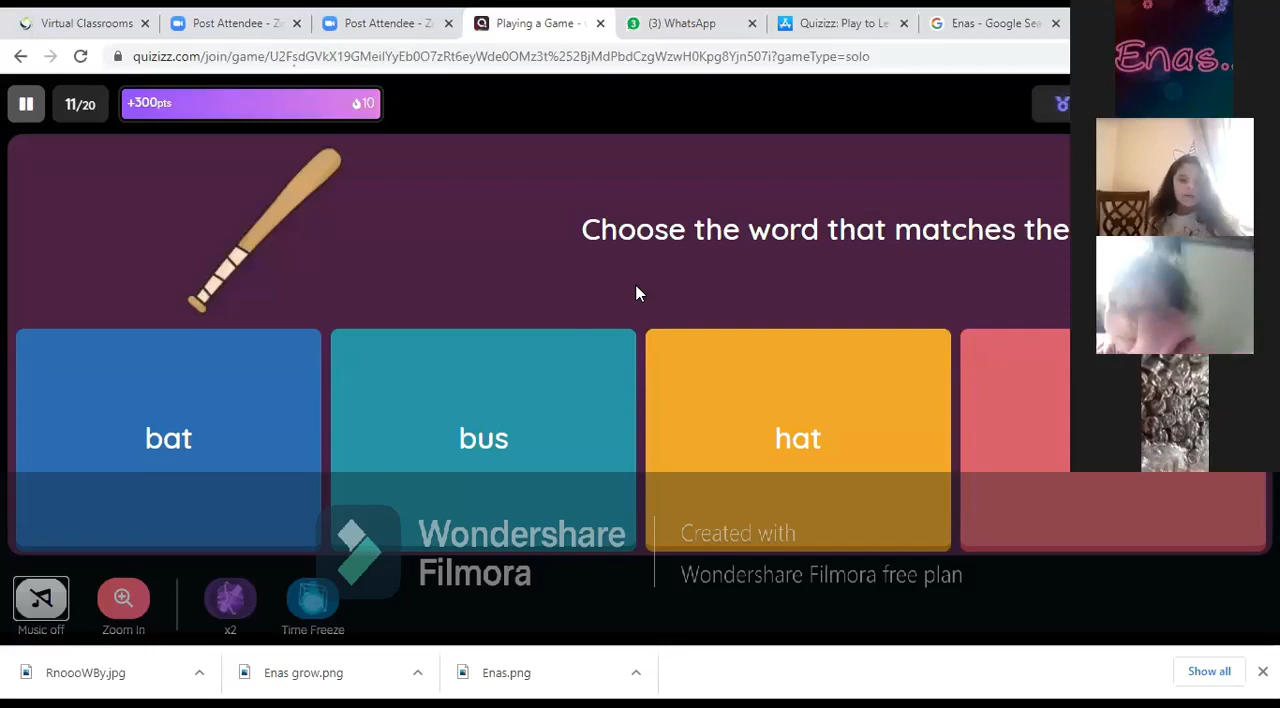 Virtual Classrooms
Post Attendee - Z
Post Attendee - Z
Playing a Game -
(3) WhatsApp
Quizizz: Play to Le
Enas - Google Sea
quizizz.com/join/game/U2FsdGVkX19GMeiIYyEb0DnRt6eyWde0OMz3t%252BjMdPbdCzgWzwH0Kpg8Yjn507i?gameType=solo
Enas.
11/20
+300pts
10
Choose the word that matches the
bat
bus
hat
Wondershare
Filmora
Created with
Wondershare Filmora free plan
Music off
Zoom In
x2
Time Freeze
RnoooWBy.jpg
Enas grow.png
Enas.png
Show all